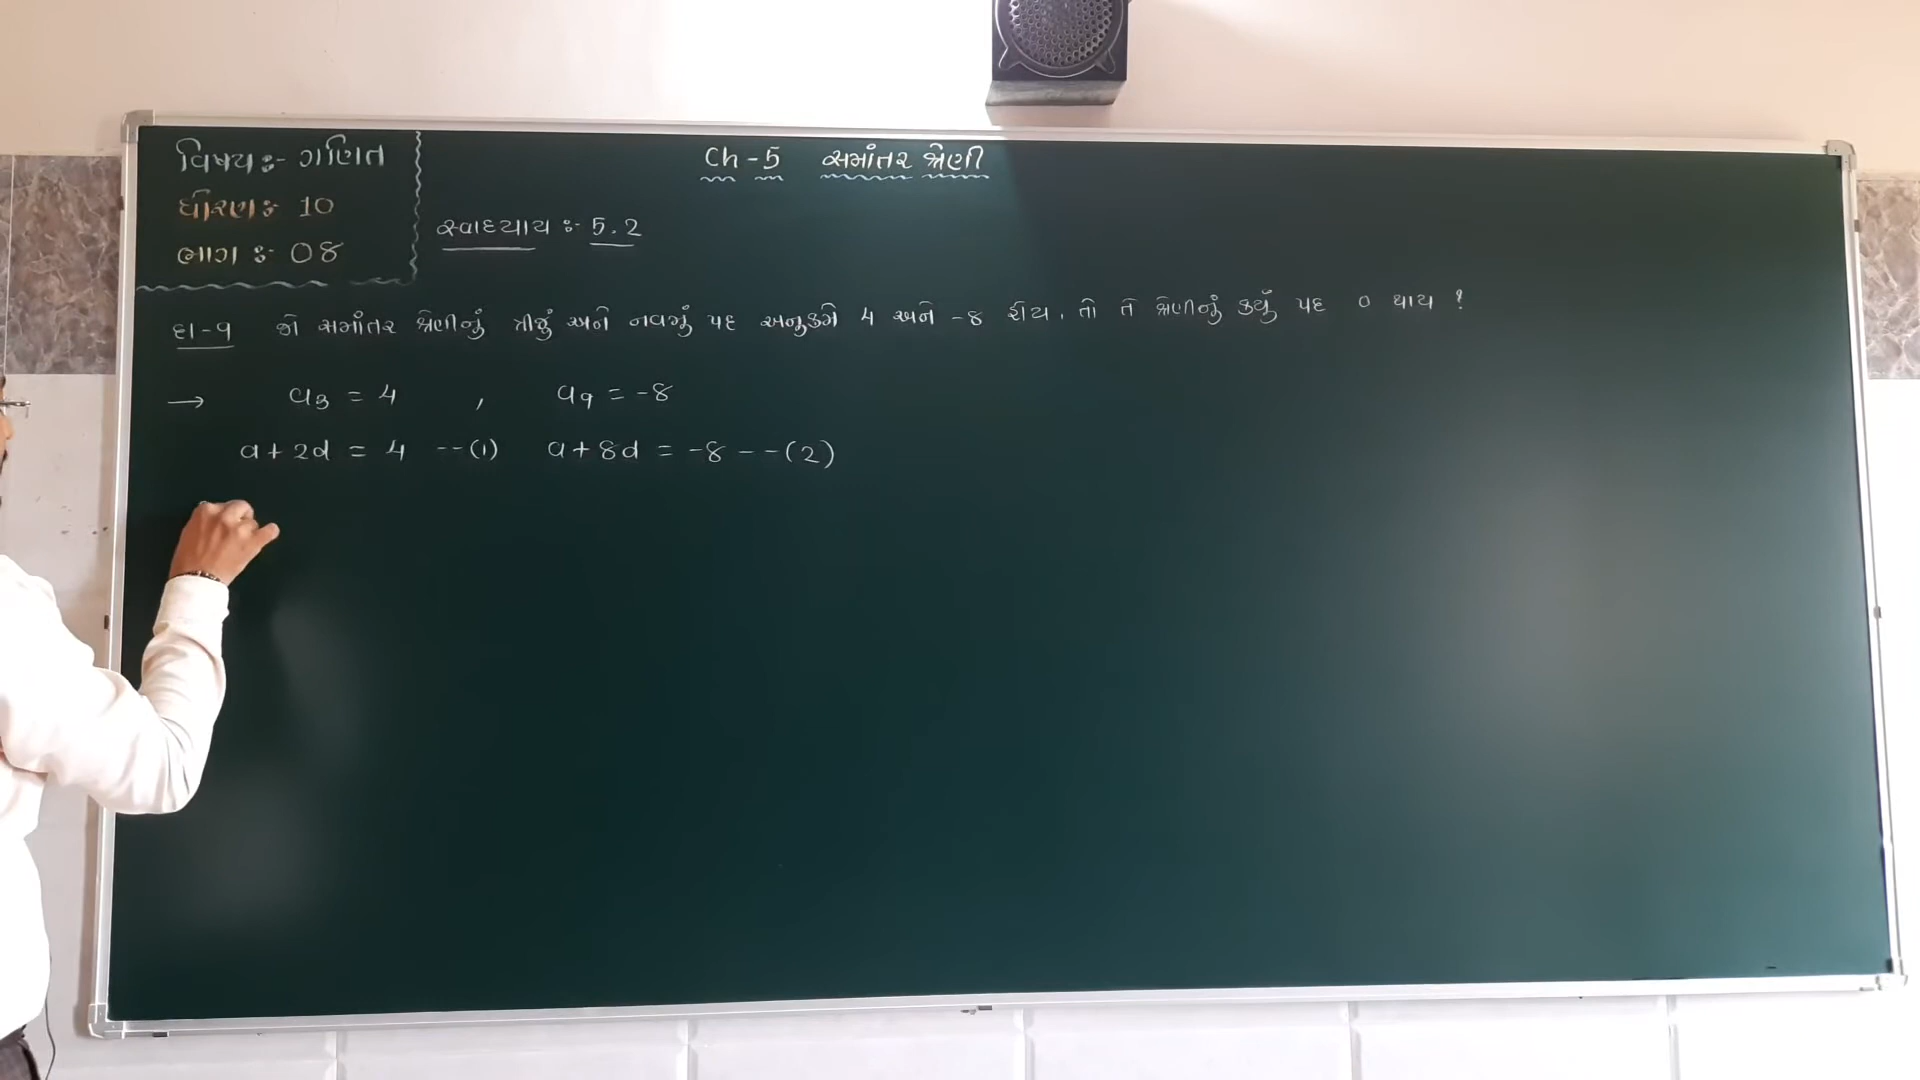 વિષય :- ગણિત
ધોરણ :- 10
ભાગ :- 08
Ch - 5 સમાંતર શ્રેણી
સ્વાધ્યાય :- 5.2
દા-૧ જો સમાંતર શ્રેણીનું ત્રીજું અને નવમું પદ અનુક્રમે 4 અને -8 હોય, તો તે શ્રેણીનું કયું પદ 0 થાય ?
→ a₃ = 4 , a₉ = -8
a + 2d = 4 --(1) a + 8d = -8 --(2)